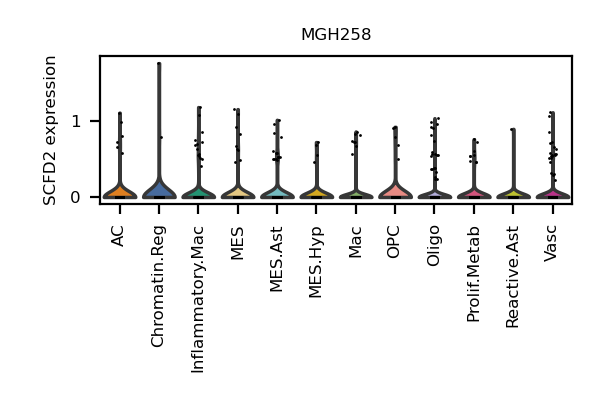 MGH258
SCFD2 expression
1
0
AC
Chromatin.Reg
Inflammatory.Mac
MES
MES.Ast
MES.Hyp
Mac
OPC
Oligo
Prolif.Metab
Reactive.Ast
Vasc